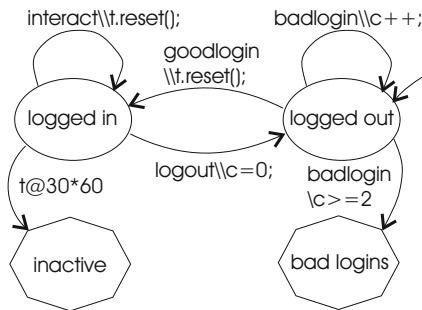 interact\\t.reset();
badlogin\\c++;
goodlogin
\\t.reset();
logged in
logged out
logout\\c=0;
t@30*60
badlogin
\c>=2
inactive
bad logins